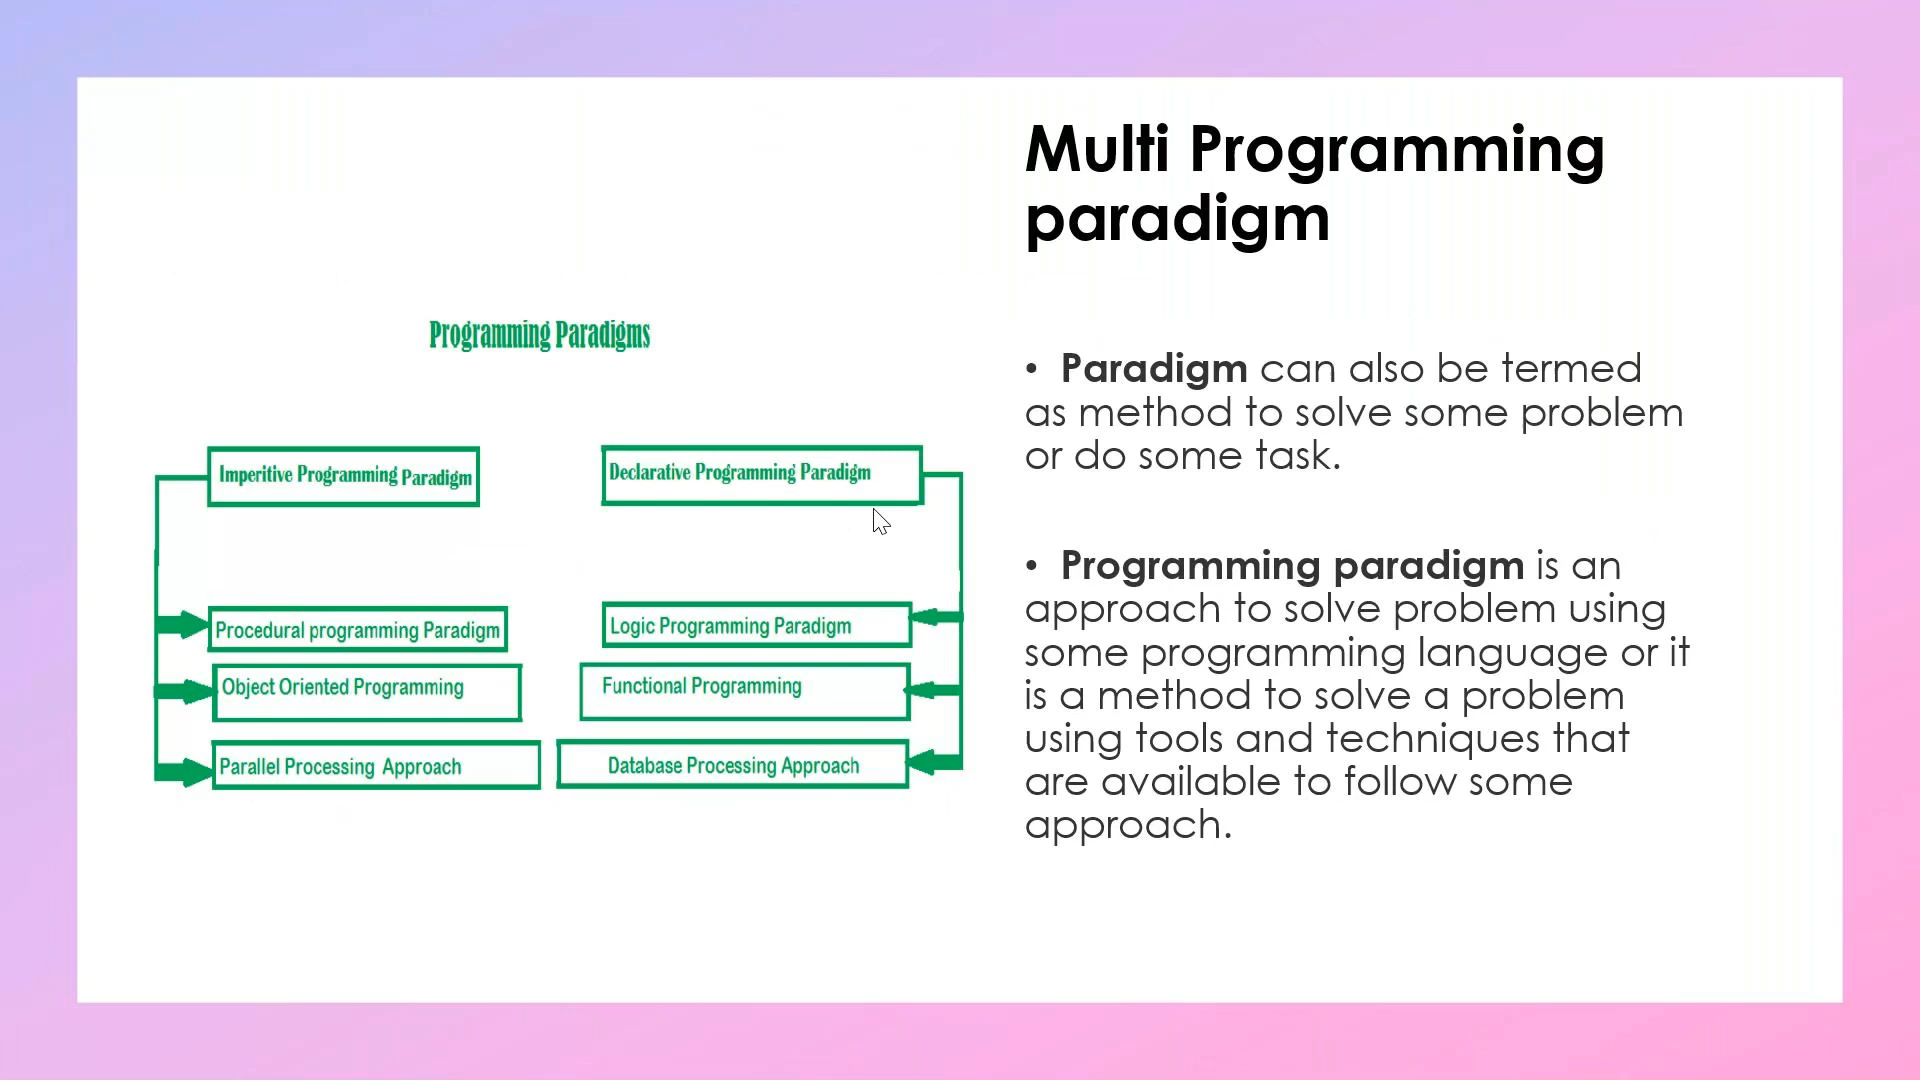 Multi Programming
paradigm
Programming Paradigms
Imperitive Programming Paradigm
Declarative Programming Paradigm
Procedural programming Paradigm
Logic Programming Paradigm
Object Oriented Programming
Functional Programming
Parallel Processing Approach
Database Processing Approach
• Paradigm can also be termed
as method to solve some problem
or do some task.
• Programming paradigm is an
approach to solve problem using
some programming language or it
is a method to solve a problem
using tools and techniques that
are available to follow some
approach.